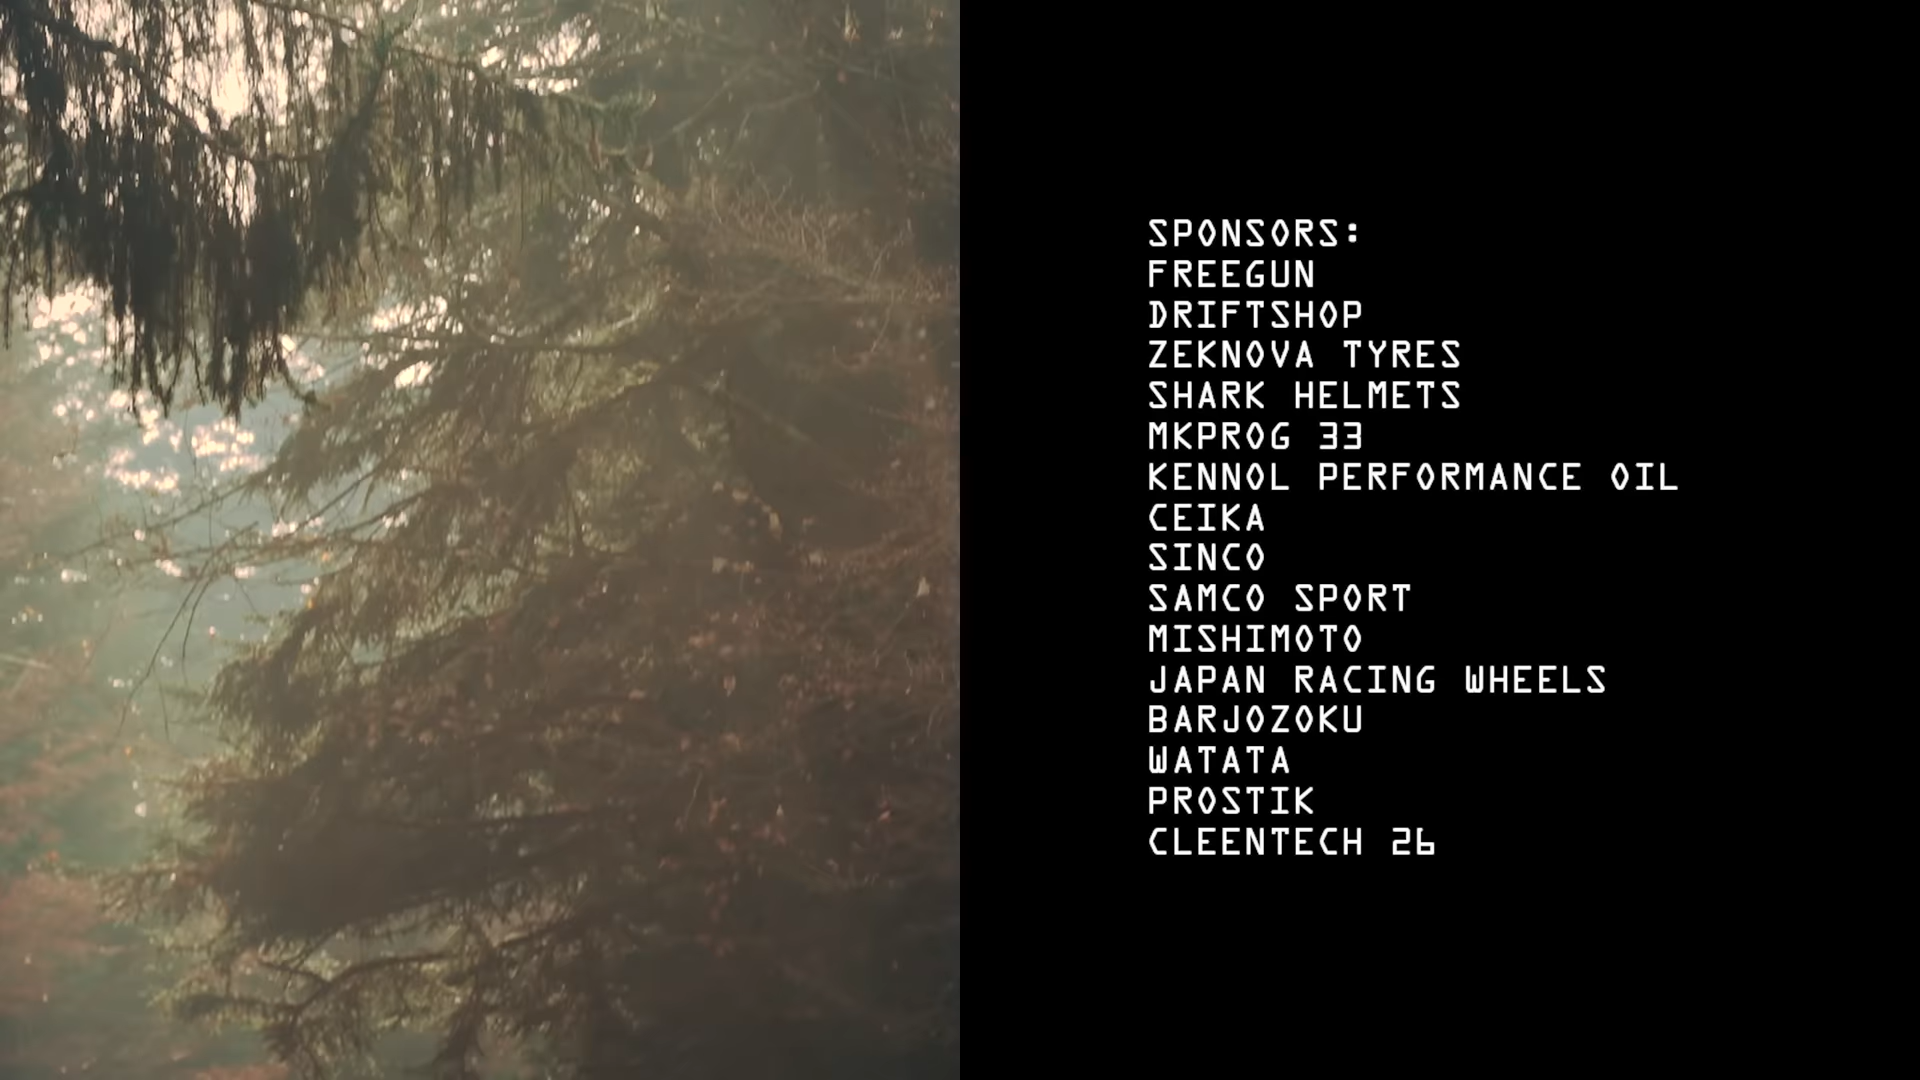 SPONSORS:
FREEGUN
DRIFTSHOP
ZEKNOVA TYRES
SHARK HELMETS
MKPROG 33
KENNOL PERFORMANCE OIL
CEIKA
SINCO
SAMCO SPORT
MISHIMOTO
JAPAN RACING WHEELS
BARJOZOKU
WATATA
PROSTIK
CLEENTECH 26